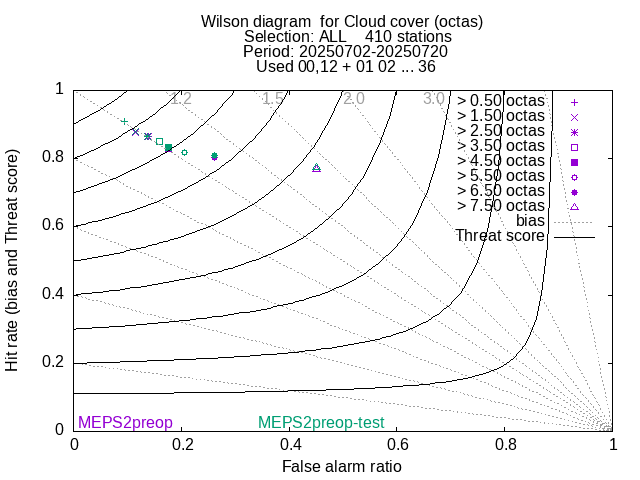 Wilson diagram  for Cloud cover (octas)
Selection: ALL    410 stations
Period: 20250702-20250720
Used 00,12 + 01 02 ... 36
1.2 1.5 2.0 3.0
> 0.50 octas
> 1.50 octas
> 2.50 octas
> 3.50 octas
> 4.50 octas
> 5.50 octas
> 6.50 octas
> 7.50 octas
bias
Threat score
1
0.8
0.6
0.4
0.2
0
Hit rate (bias and Threat score)
MEPS2preop MEPS2preop-test
0 0.2 0.4 0.6 0.8 1
False alarm ratio